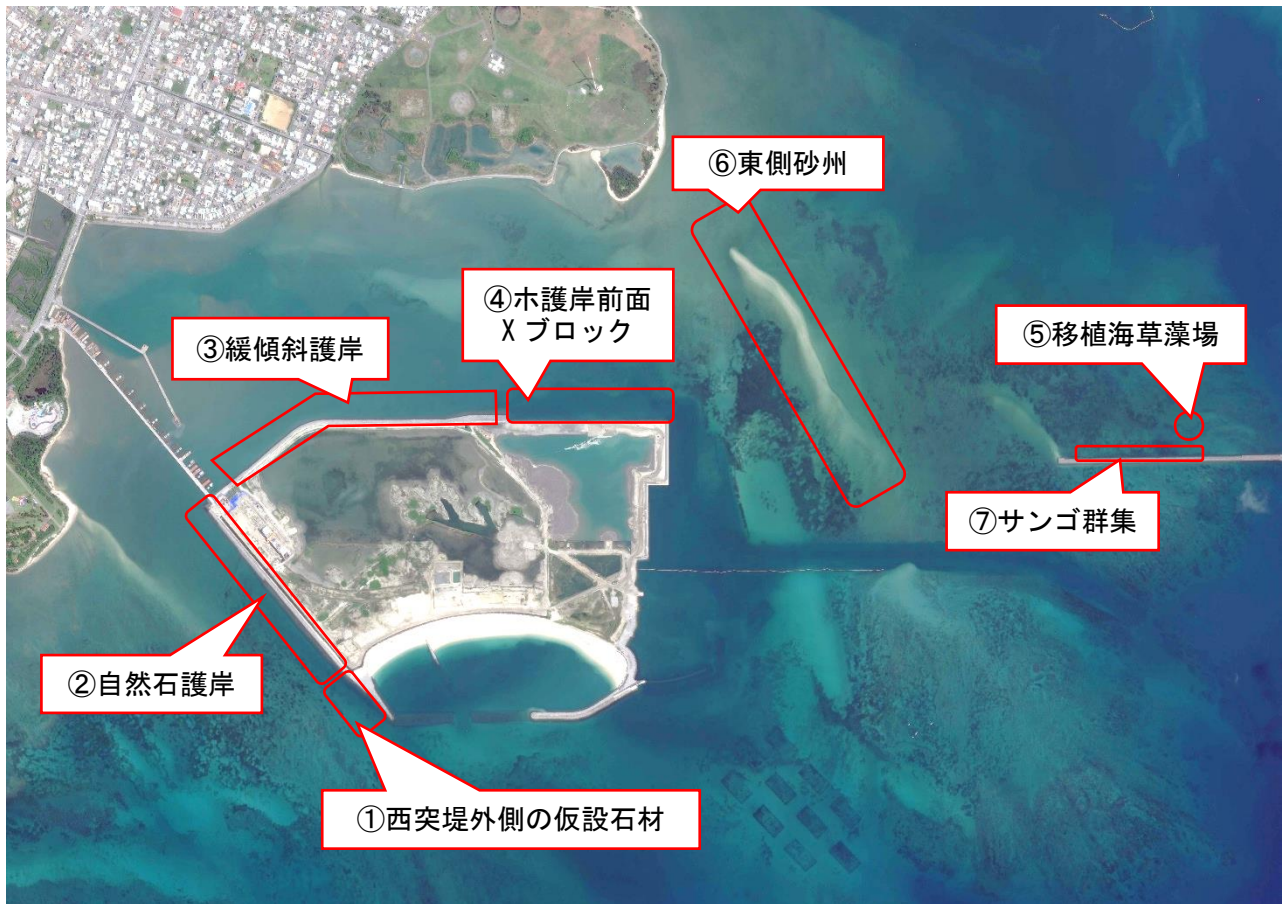 ⑥東側砂州
④ホ護岸前面
Xブロック
③緩傾斜護岸
⑤移植海草藻場
⑦サンゴ群集
②自然石護岸
①西突堤外側の仮設石材